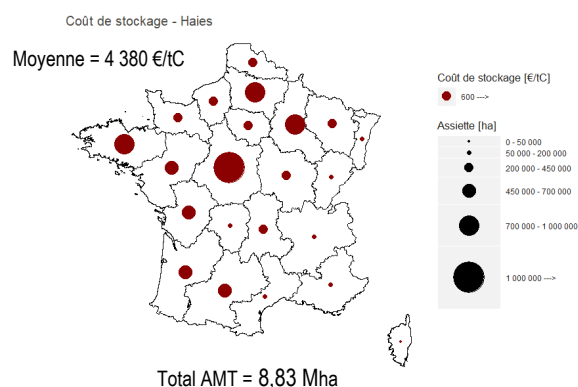 Coût de stockage - Haies
Moyenne = 4 380 €/tC
Coût de stockage [€/tC]
600 --->
Assiette [ha]
0 - 50 000
50 000 - 200 000
200 000 - 450 000
450 000 - 700 000
700 000 - 1 000 000
1 000 000 --->
Total AMT = 8.83 Mha